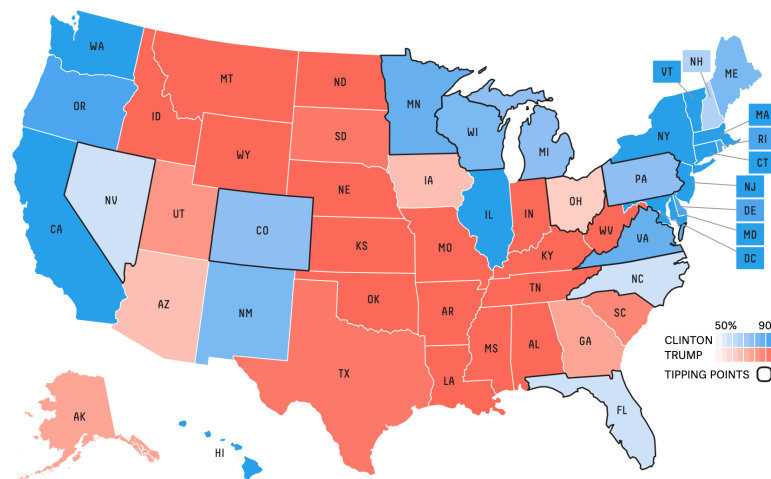 WA
MT
ND
MN
VT
NH
ME
OR
ID
SD
WI
MI
NY
MA
RI
CT
WY
IA
PA
NJ
NV
NE
OH
DE
UT
CO
IL
IN
WV
VA
MD
CA
KS
MO
KY
DC
AZ
NM
OK
AR
TN
NC
SC
MS
AL
GA
TX
LA
FL
AK
HI
50% 90
CLINTON
TRUMP
TIPPING POINTS